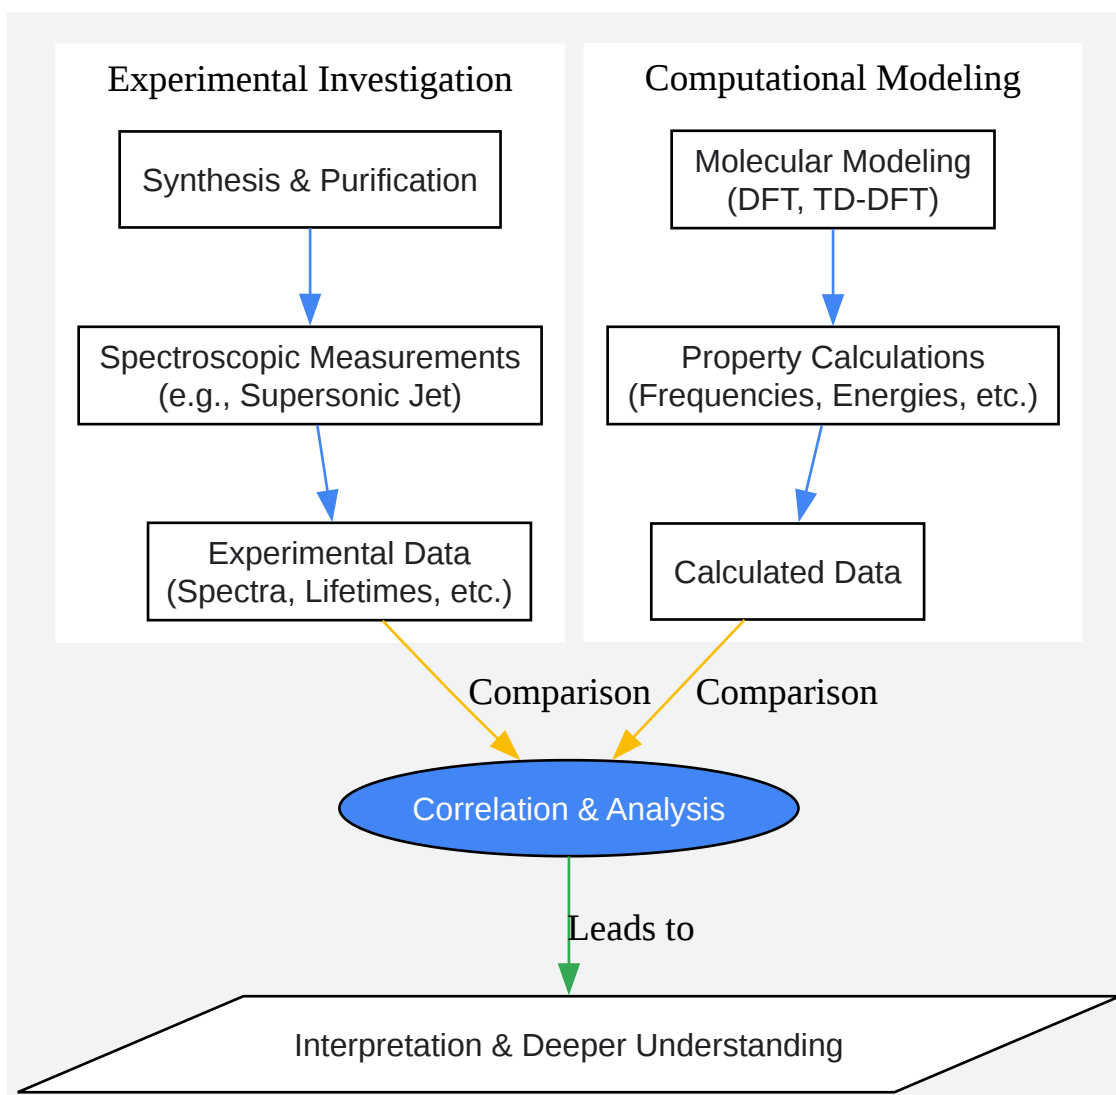 Experimental Investigation
Synthesis & Purification
Spectroscopic Measurements
(e.g., Supersonic Jet)
Experimental Data
(Spectra, Lifetimes, etc.)
Computational Modeling
Molecular Modeling
(DFT, TD-DFT)
Property Calculations
(Frequencies, Energies, etc.)
Calculated Data
Comparison
Comparison
Correlation & Analysis
Leads to
Interpretation & Deeper Understanding